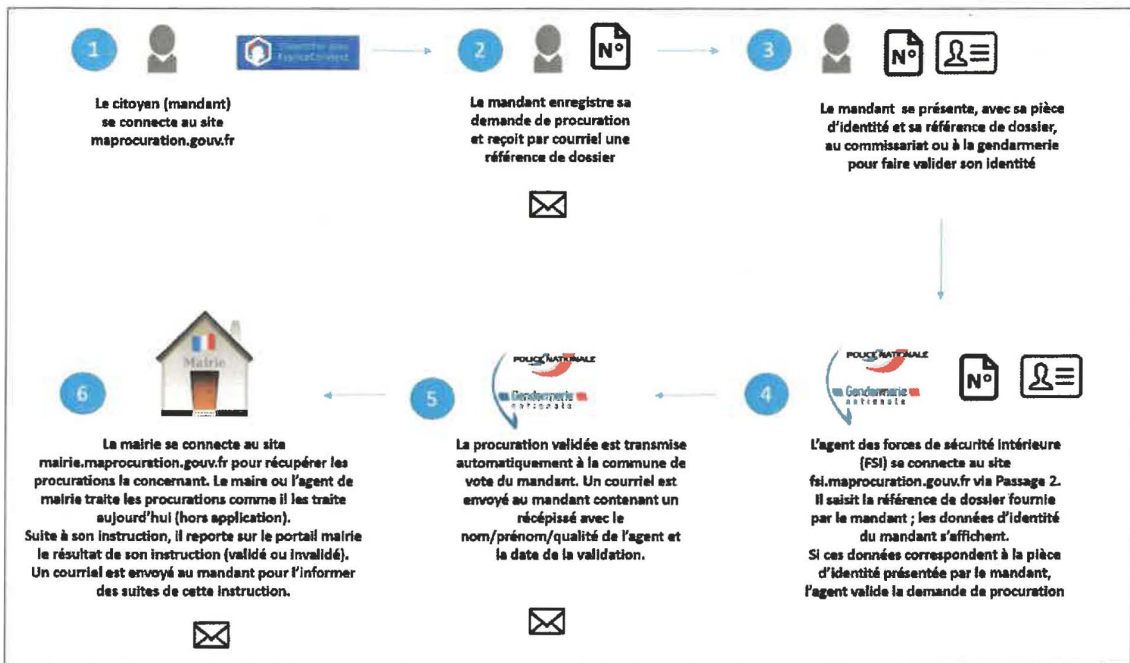 1
S'identifier avec
FranceConnect
Le citoyen (mandant)
se connecte au site
maprocuration.gouv.fr
2
N°
Le mandant enregistre sa
demande de procuration
et reçoit par courriel une
référence de dossier
3
N°
Le mandant se présente, avec sa pièce
d'identité et sa référence de dossier,
au commissariat ou à la gendarmerie
pour faire valider son identité
4
POLICE NATIONALE
Gendarmerie
nationale
N°
L'agent des forces de sécurité intérieure
(FSI) se connecte au site
fsi.maprocuration.gouv.fr via Passage 2.
Il saisit la référence de dossier fournie
par le mandant ; les données d'identité
du mandant s'affichent.
Si ces données correspondent à la pièce
d'identité présentée par le mandant,
l'agent valide la demande de procuration
5
POLICE NATIONALE
Gendarmerie
nationale
La procuration validée est transmise
automatiquement à la commune de
vote du mandant. Un courriel est
envoyé au mandant contenant un
récépissé avec le
nom/prénom/qualité de l'agent et
la date de la validation.
6
Mairie
La mairie se connecte au site
mairie.maprocuration.gouv.fr pour récupérer les
procurations la concernant. Le maire ou l'agent de
mairie traite les procurations comme il les traite
aujourd'hui (hors application).
Suite à son instruction, il reporte sur le portail mairie
le résultat de son instruction (validé ou invalidé).
Un courriel est envoyé au mandant pour l'informer
des suites de cette instruction.